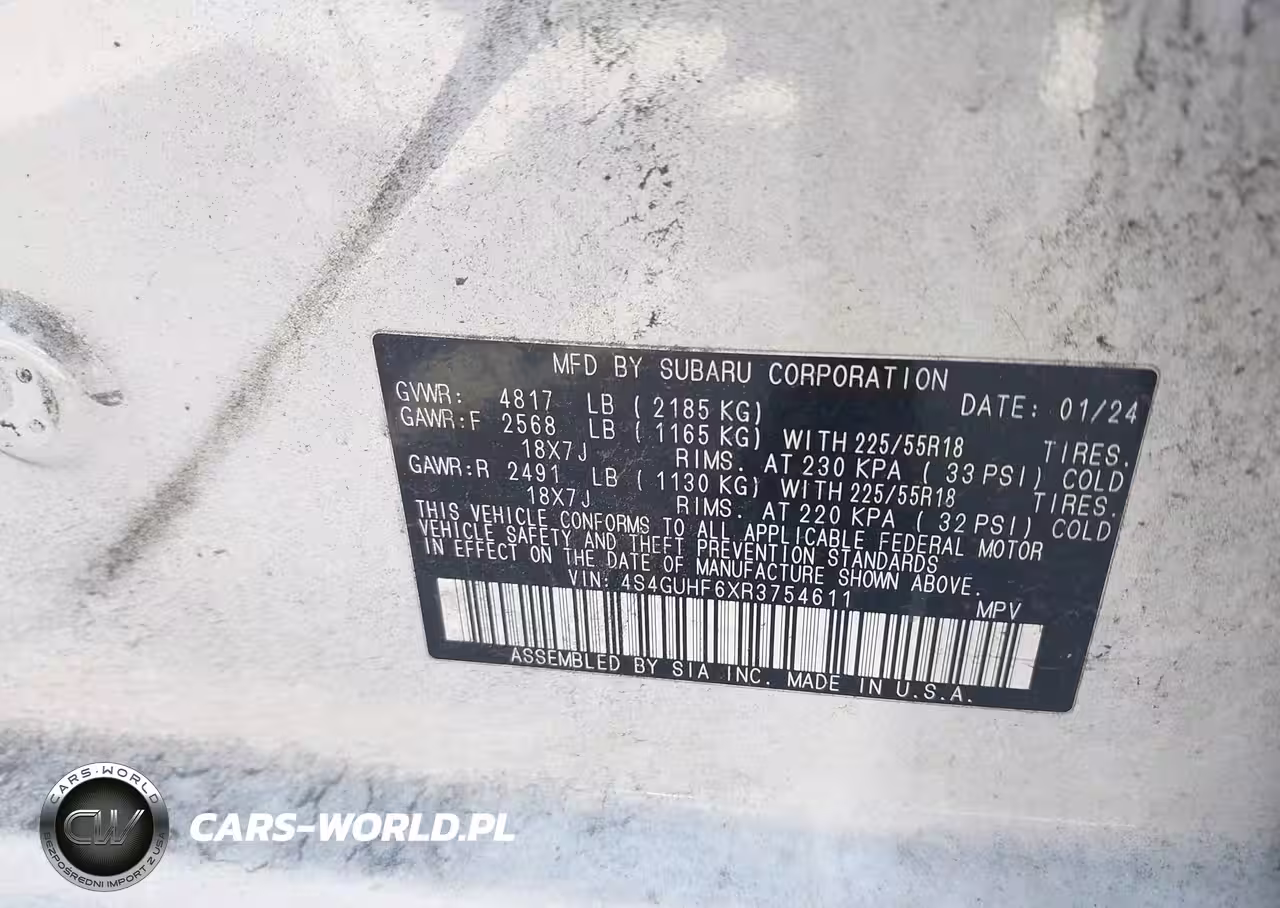 MFD BY SUBARU CORPORATION
GVWR: 4817 LB ( 2185 KG) DATE: 01/24
GAWR:F 2568 LB ( 1165 KG) WITH 225/55R18 TIRES.
18X7J RIMS. AT 230 KPA ( 33 PSI) COLD
GAWR:R 2491 LB ( 1130 KG) WITH 225/55R18 TIRES.
18X7J RIMS. AT 220 KPA ( 32 PSI) COLD
THIS VEHICLE CONFORMS TO ALL APPLICABLE FEDERAL MOTOR
VEHICLE SAFETY AND THEFT PREVENTION STANDARDS
IN EFFECT ON THE DATE OF MANUFACTURE SHOWN ABOVE.
VIN: 4S4GUHF6XR3754611 MPV
ASSEMBLED BY SIA INC. MADE IN U.S.A.
CARS-WORLD
CW
BEZPOŚREDNI IMPORT Z USA
CARS-WORLD.PL